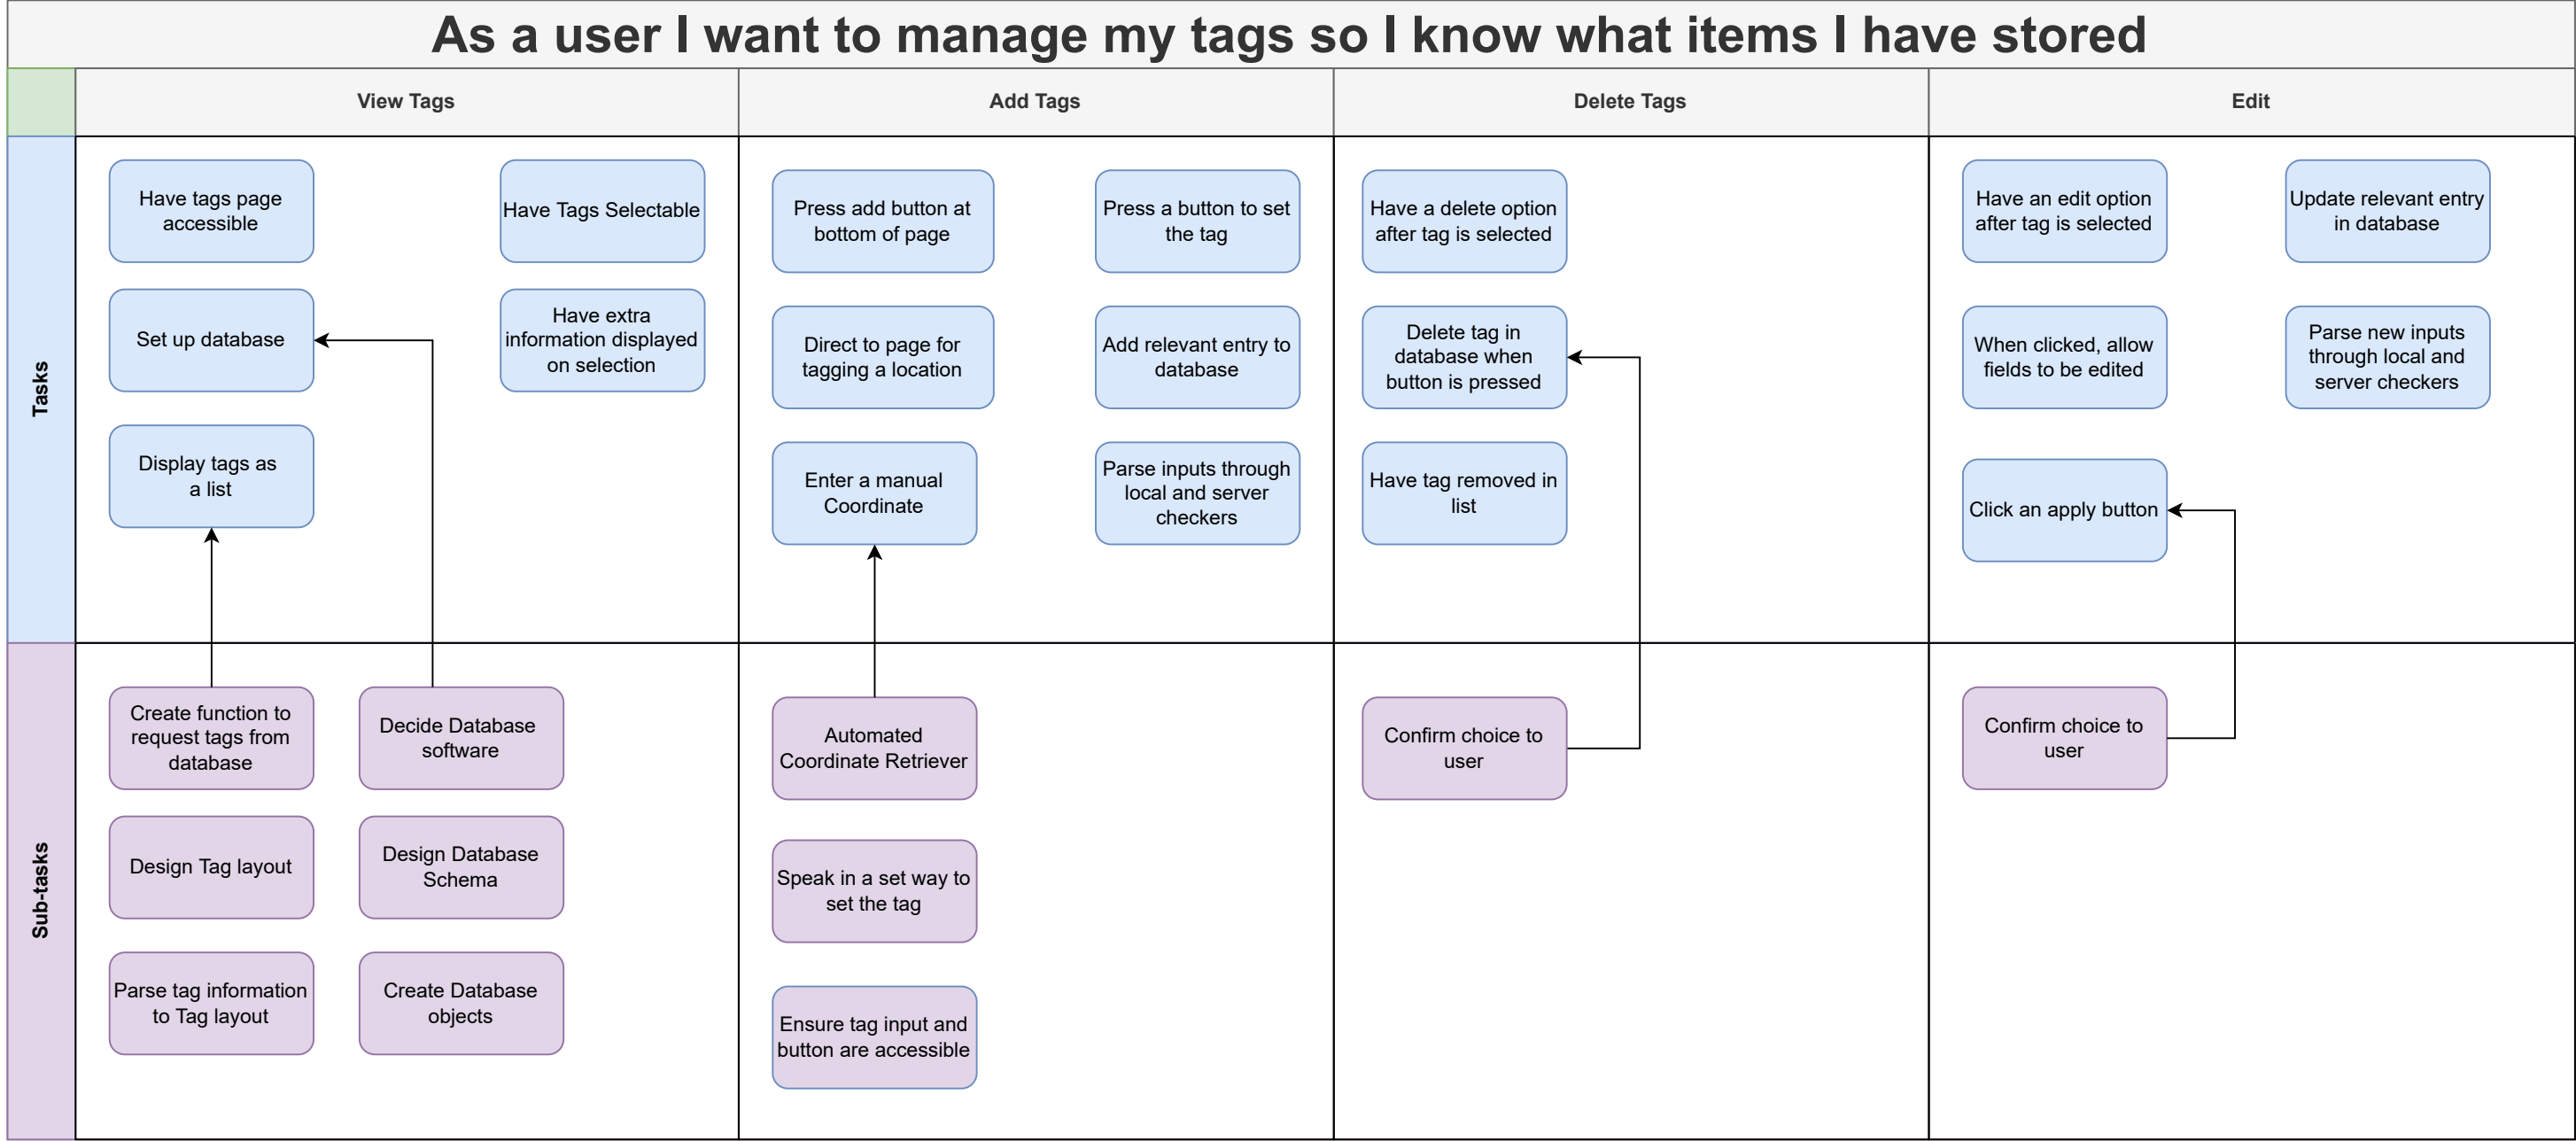 As a user I want to manage my tags so I know what items I have stored
View Tags
Add Tags
Delete Tags
Edit
Tasks
Have tags page
accessible
Have Tags Selectable
Set up database
Have extra
information displayed
on selection
Display tags as
a list
Press add button at
bottom of page
Press a button to set
the tag
Direct to page for
tagging a location
Add relevant entry to
database
Enter a manual
Coordinate
Parse inputs through
local and server
checkers
Have a delete option
after tag is selected
Delete tag in
database when
button is pressed
Have tag removed in
list
Have an edit option
after tag is selected
Update relevant entry
in database
When clicked, allow
fields to be edited
Parse new inputs
through local and
server checkers
Click an apply button
Sub-tasks
Create function to
request tags from
database
Decide Database
software
Design Tag layout
Design Database
Schema
Parse tag information
to Tag layout
Create Database
objects
Automated
Coordinate Retriever
Speak in a set way to
set the tag
Ensure tag input and
button are accessible
Confirm choice to
user
Confirm choice to
user